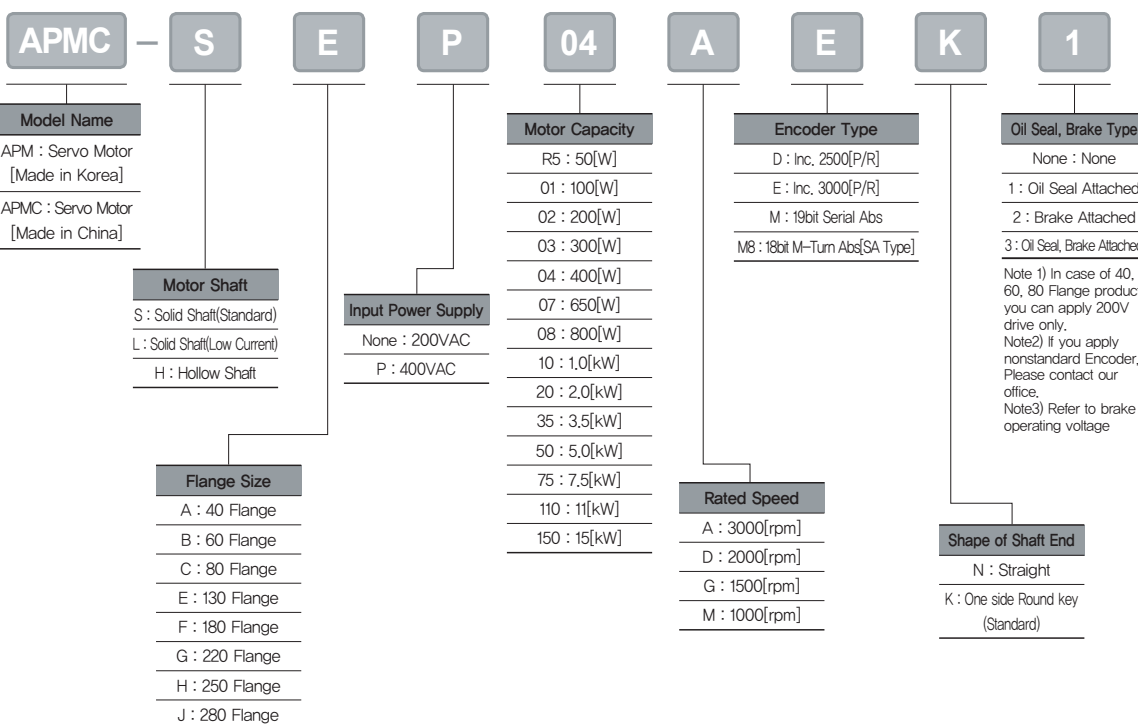 APMC – S E P 04 A E K 1
Model Name
APM : Servo Motor
[Made in Korea]
APMC : Servo Motor
[Made in China]
Motor Shaft
S : Solid Shaft(Standard)
L : Solid Shaft(Low Current)
H : Hollow Shaft
Flange Size
A : 40 Flange
B : 60 Flange
C : 80 Flange
E : 130 Flange
F : 180 Flange
G : 220 Flange
H : 250 Flange
J : 280 Flange
Input Power Supply
None : 200VAC
P : 400VAC
Motor Capacity
R5 : 50[W]
01 : 100[W]
02 : 200[W]
03 : 300[W]
04 : 400[W]
07 : 650[W]
08 : 800[W]
10 : 1.0[kW]
20 : 2.0[kW]
35 : 3.5[kW]
50 : 5.0[kW]
75 : 7.5[kW]
110 : 11[kW]
150 : 15[kW]
Rated Speed
A : 3000[rpm]
D : 2000[rpm]
G : 1500[rpm]
M : 1000[rpm]
Encoder Type
D : Inc. 2500[P/R]
E : Inc. 3000[P/R]
M : 19bit Serial Abs
M8 : 18bit M-Turn Abs[SA Type]
Shape of Shaft End
N : Straight
K : One side Round key
(Standard)
Oil Seal, Brake Type
None : None
1 : Oil Seal Attached
2 : Brake Attached
3 : Oil Seal, Brake Attached
Note 1) In case of 40,
60, 80 Flange product
you can apply 200V
drive only.
Note2) If you apply
nonstandard Encoder,
Please contact our
office.
Note3) Refer to brake
operating voltage